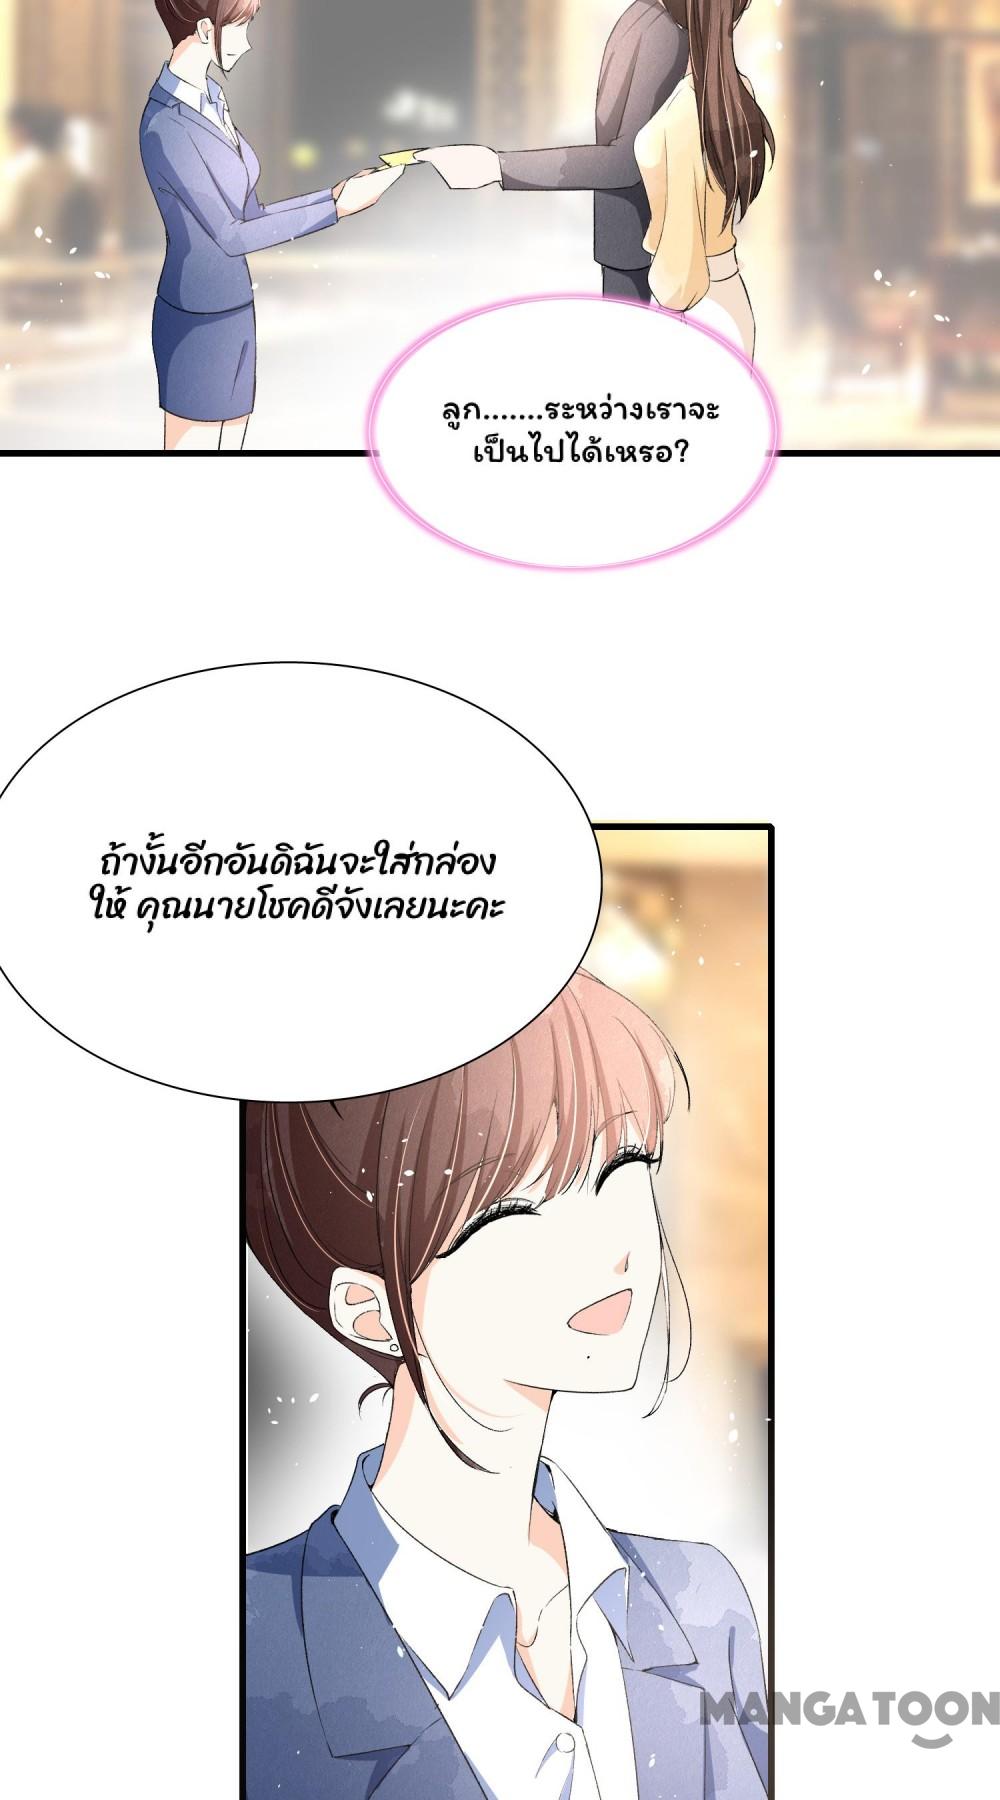 ลูก.......ระหว่างเราจะ
เป็นไปได้เหรอ?
ถ้างั้นอีกอันดิฉันจะใส่กล่อง
ให้ คุณนายโชคดีจังเลยนะคะ
MANGATOON